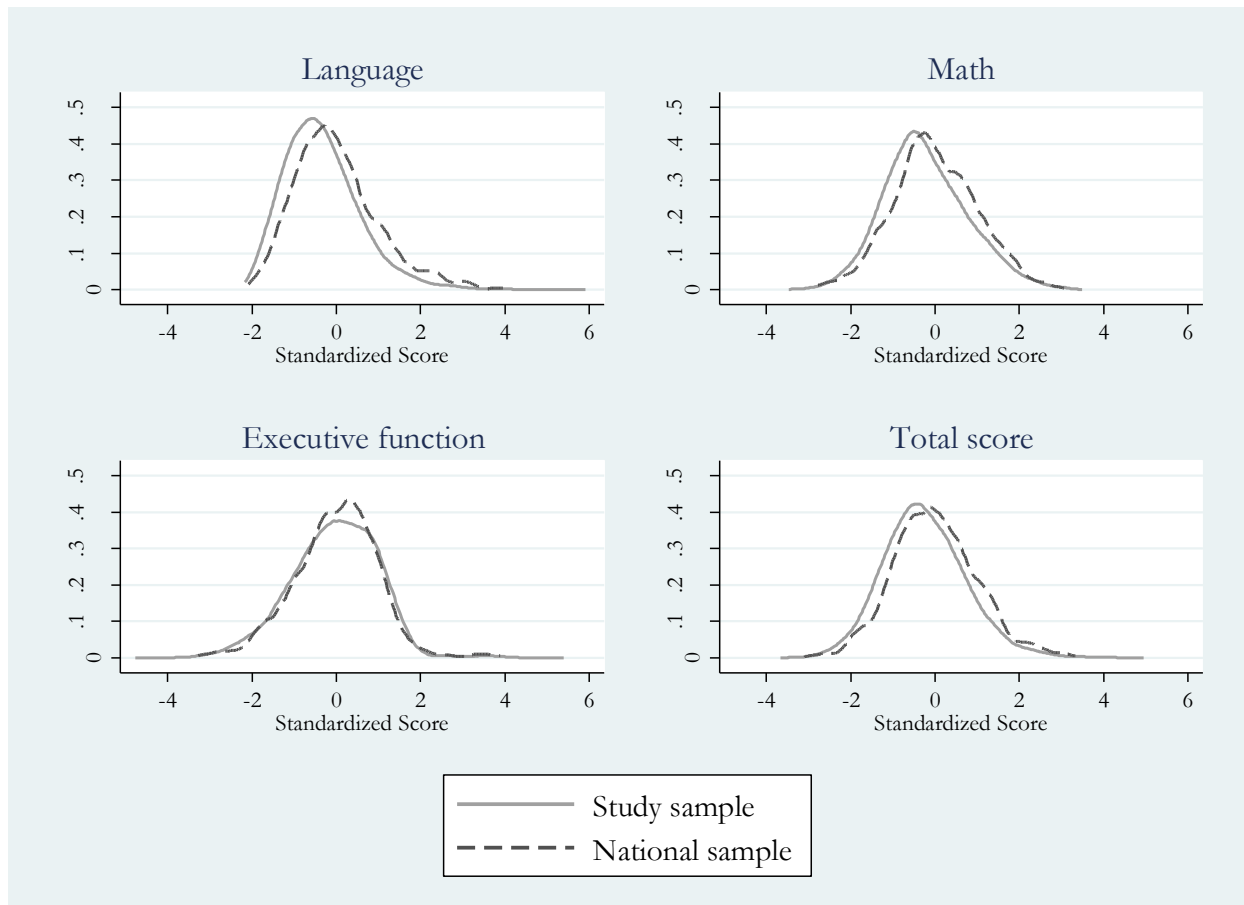 Language
.5
.4
.3
.2
.1
0
-4 -2 0 2 4 6
Standardized Score
Math
.5
.4
.3
.2
.1
0
-4 -2 0 2 4 6
Standardized Score
Executive function
.5
.4
.3
.2
.1
0
-4 -2 0 2 4 6
Standardized Score
Total score
.5
.4
.3
.2
.1
0
-4 -2 0 2 4 6
Standardized Score
Study sample
National sample